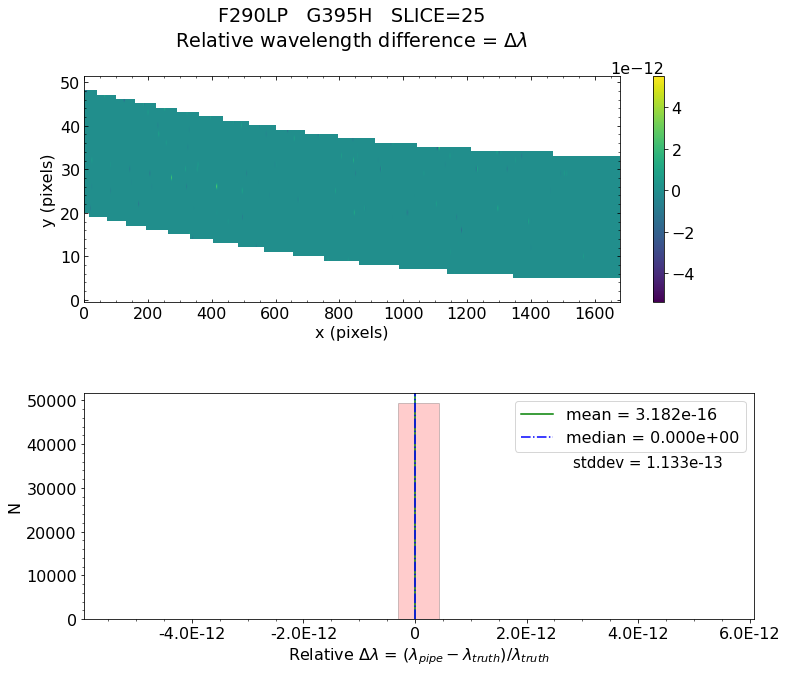 F290LP G395H SLICE=25
Relative wavelength difference = Δλ
1e−12
50
40
30
20
10
0
y (pixels)
0 200 400 600 800 1000 1200 1400 1600
x (pixels)
4
2
0
−2
−4
50000
40000
30000
20000
10000
0
N
mean = 3.182e-16
median = 0.000e+00
stddev = 1.133e-13
-4.0E-12 -2.0E-12 0 2.0E-12 4.0E-12 6.0E-12
Relative Δλ = (λpipe − λtruth)/λtruth